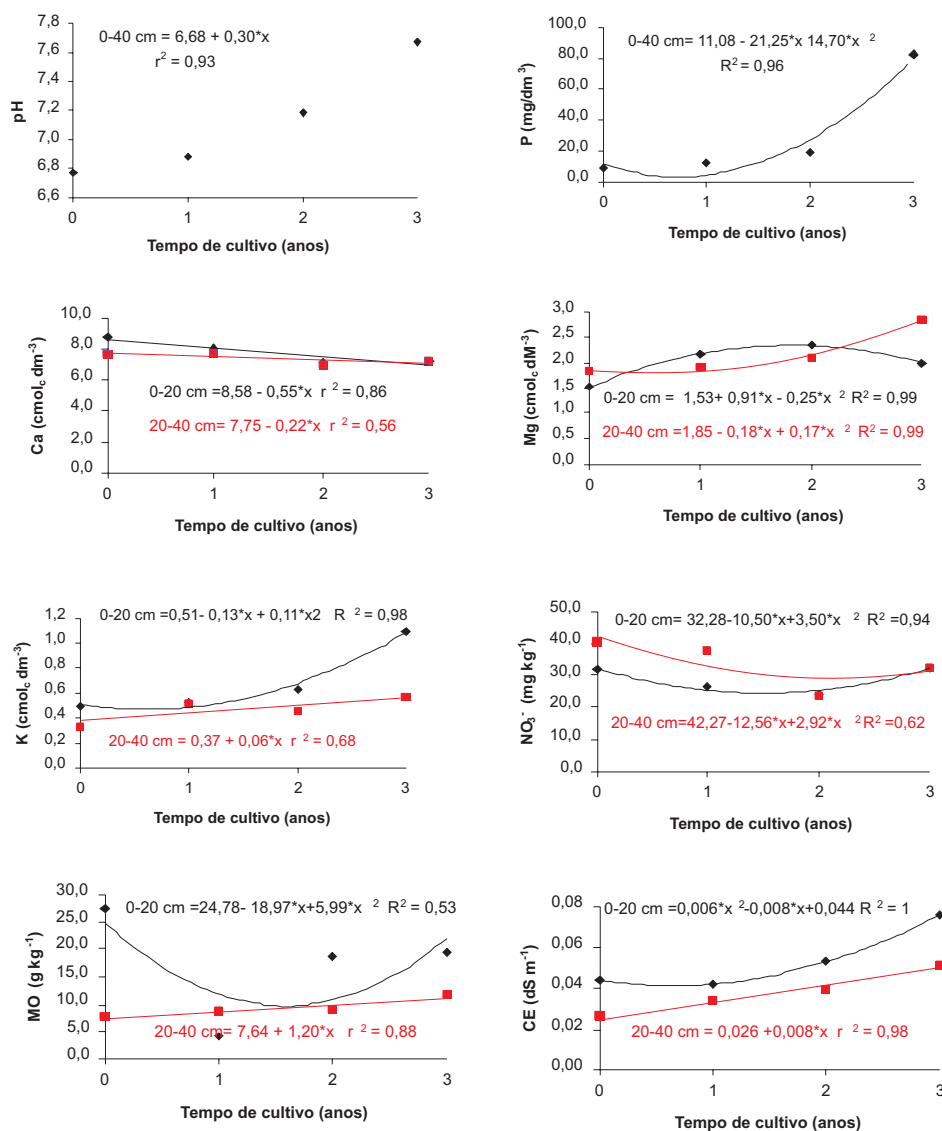 7,8
0-40 cm = 6,68 + 0,30*x
r² = 0,93
7,6
7,2
7,0
6,8
6,6
pH
0
1
2
3
Tempo de cultivo (anos)
100,0
0-40 cm= 11,08 - 21,25*x 14,70*x ²
R² = 0,96
80,0
60,0
40,0
20,0
0,0
P (mg/dm³)
0
1
2
3
Tempo de cultivo (anos)
10,0
8,0
6,0
4,0
2,0
0,0
Ca (cmol꜀ dm⁻³)
0-20 cm =8,58 - 0,55*x r ² = 0,86
20-40 cm= 7,75 - 0,22*x r ² = 0,56
0
1
2
3
Tempo de cultivo (anos)
3,0
2,5
2,0
1,5
1,0
0,5
0,0
Mg (cmol꜀ dM⁻³)
0-20 cm = 1,53+ 0,91*x - 0,25*x ² R² = 0,99
20-40 cm =1,85 - 0,18*x + 0,17*x ² R² = 0,99
0
1
2
3
Tempo de cultivo (anos)
0-20 cm =0,51- 0,13*x + 0,11*x2 R ² = 0,98
1,2
1,0
0,8
0,6
0,4
0,2
0,0
K (cmol꜀ dm⁻³)
20-40 cm = 0,37 + 0,06*x r ² = 0,68
0
1
2
3
Tempo de cultivo (anos)
50,0
0-20 cm= 32,28-10,50*x+3,50*x ² R² =0,94
40,0
30,0
20,0
10,0
0,0
NO₃⁻ (mg kg⁻¹)
20-40 cm=42,27-12,56*x+2,92*x ²R² = 0,62
0
1
2
3
Tempo de cultivo (anos)
30,0
0-20 cm =24,78- 18,97*x+5,99*x ² R² = 0,53
25,0
20,0
15,0
10,0
5,0
0,0
MO (g kg⁻¹)
20-40 cm= 7,64 + 1,20*x r ² = 0,88
0
1
2
3
Tempo de cultivo (anos)
0,08
0-20 cm =0,006*x ²-0,008*x+0,044 R ² = 1
0,06
0,04
0,02
0,00
CE (dS m⁻¹)
20-40 cm = 0,026 +0,008*x r ² = 0,98
0
1
2
3
Tempo de cultivo (anos)